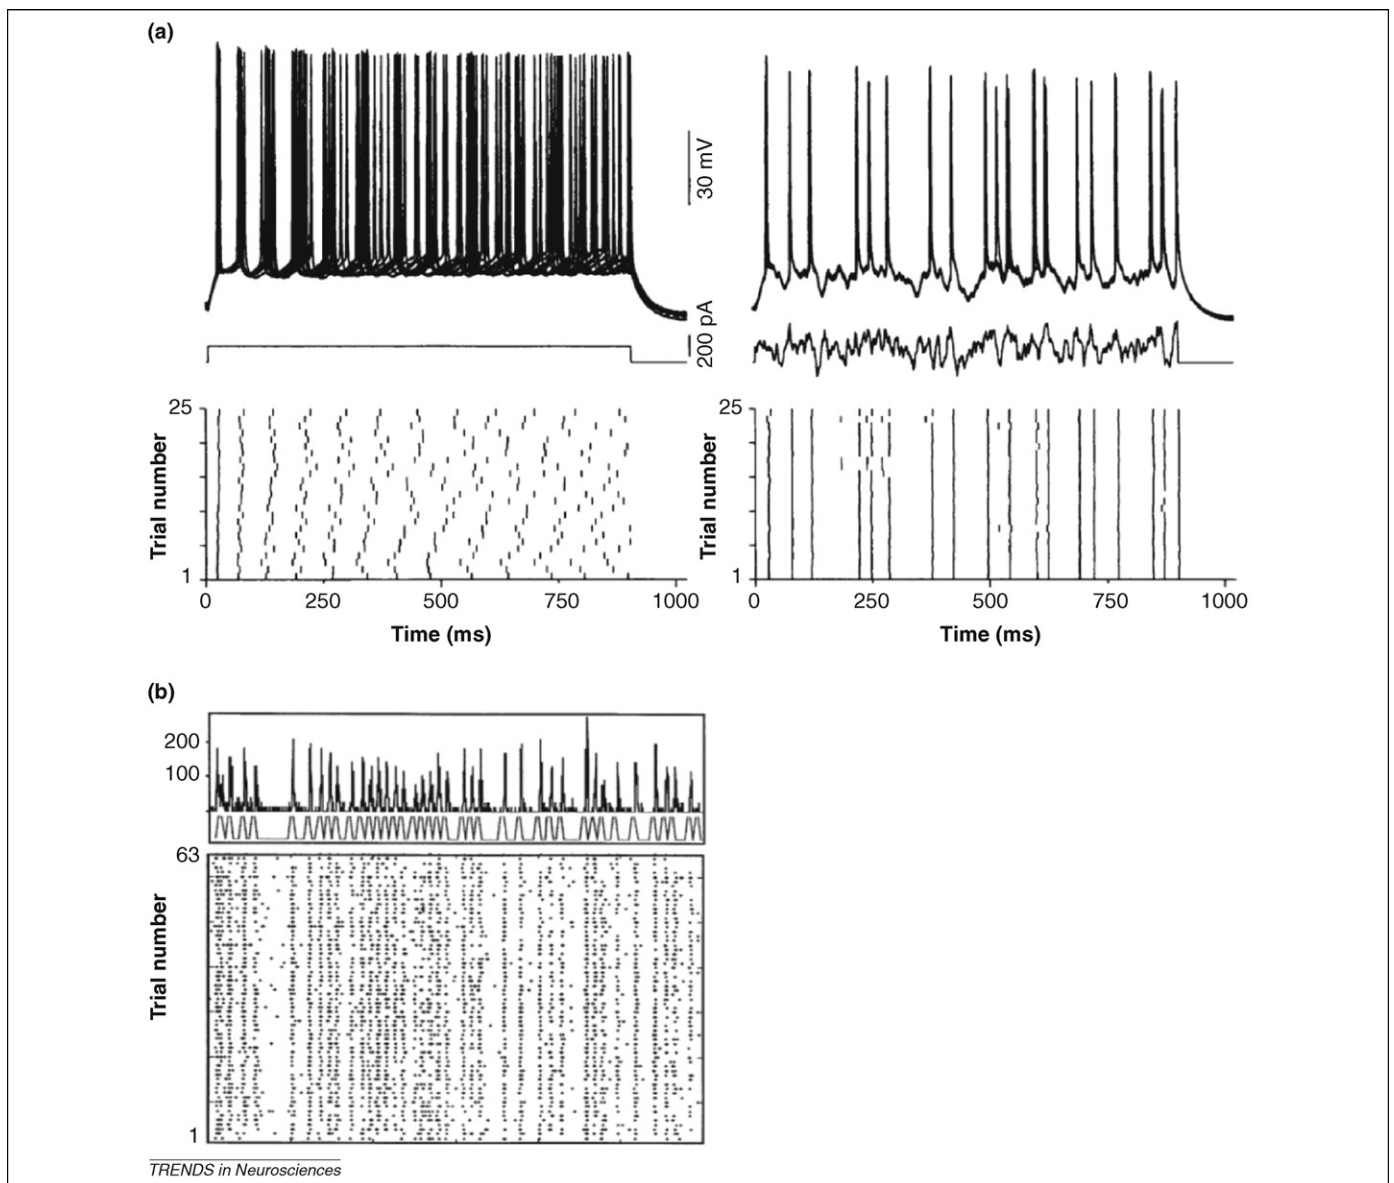 (a)
30 mV
200 pA
25
Trial number
1
0 250 500 750 1000
Time (ms)
25
Trial number
1
0 250 500 750 1000
Time (ms)
(b)
200
100
63
Trial number
1
TRENDS in Neurosciences